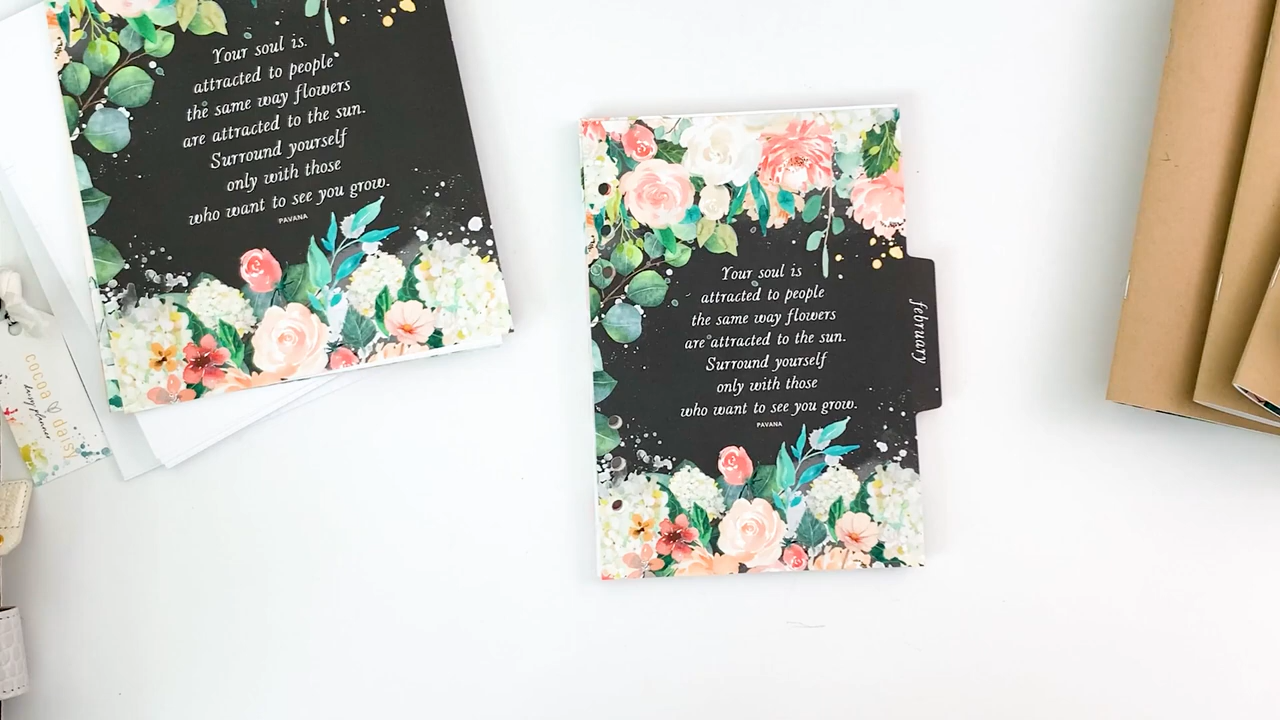 Your soul is.
attracted to people
the same way flowers
are attracted to the sun.
Surround yourself
only with those
who want to see you grow.
PAVANA
Your soul is
attracted to people
the same way flowers
are attracted to the sun.
Surround yourself
only with those
who want to see you grow.
PAVANA
february
cocoa daisy
daisy planner